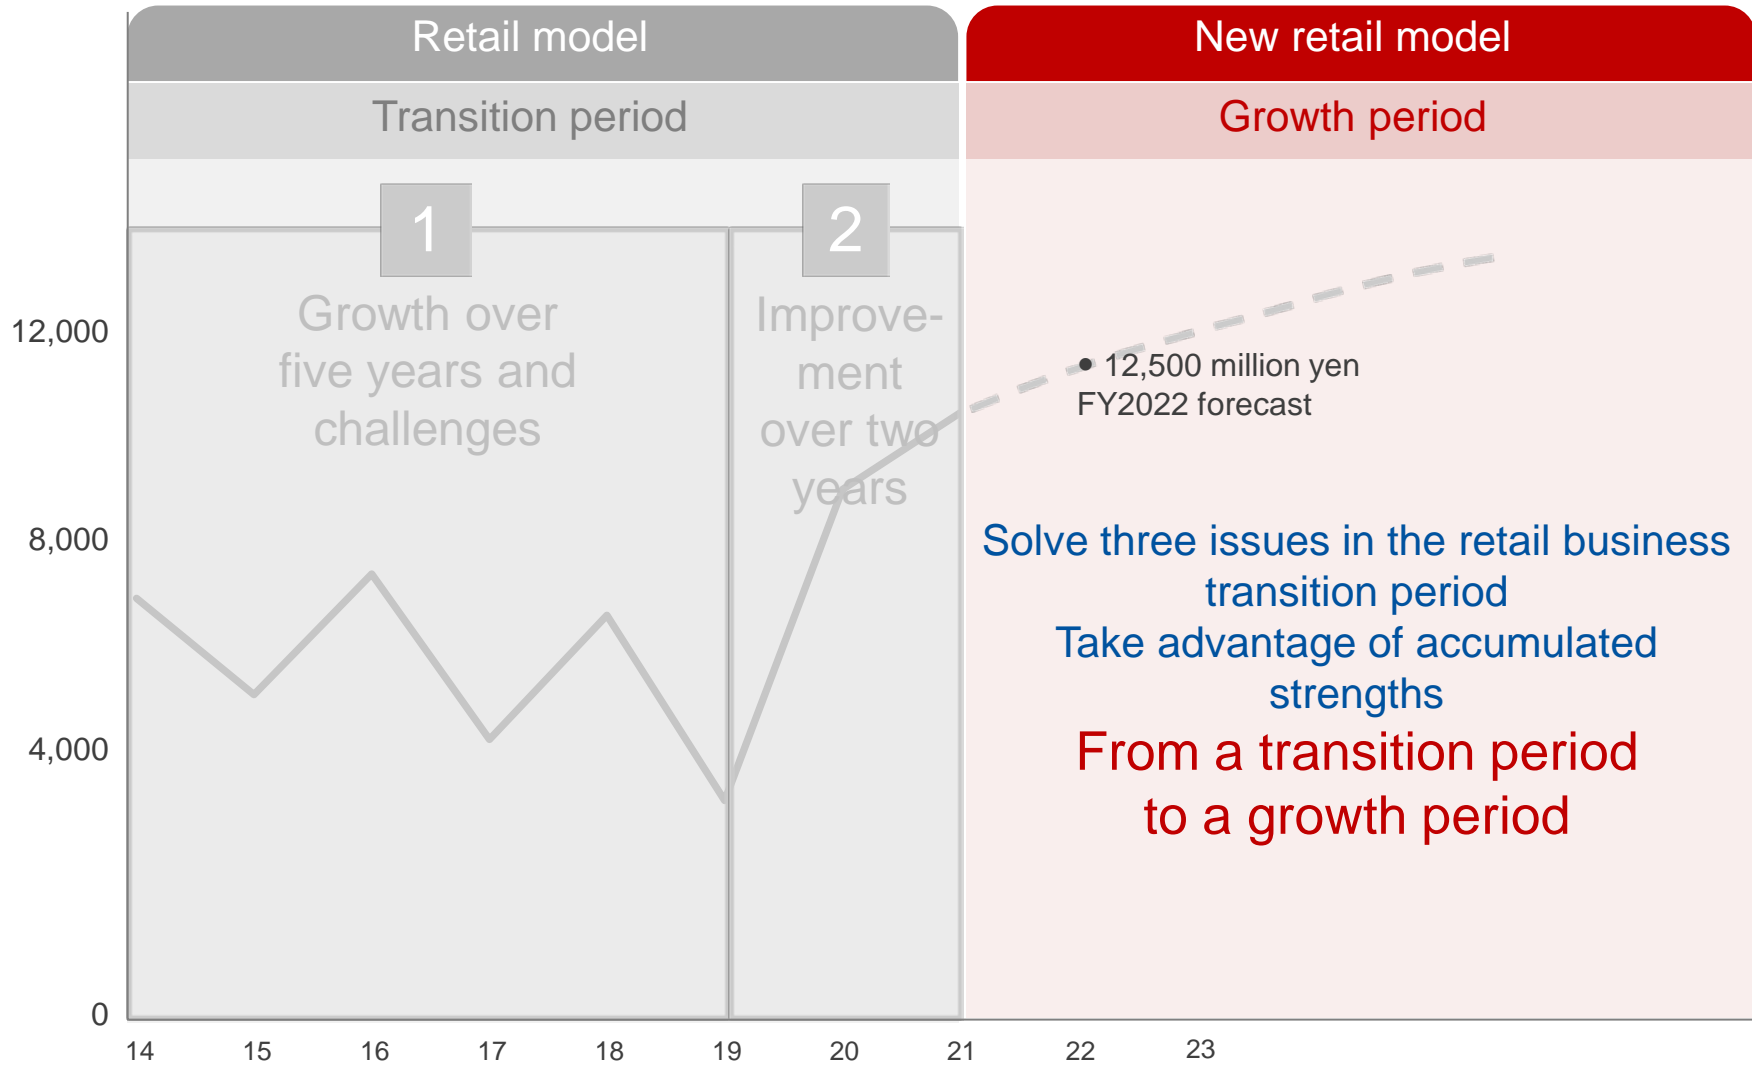 Retail model
New retail model
Transition period
Growth period
1
2
Growth over
five years and
challenges
Improve-
ment
over two
years
12,000
8,000
4,000
0
• 12,500 million yen
FY2022 forecast
Solve three issues in the retail business
transition period
Take advantage of accumulated
strengths
From a transition period
to a growth period
14 15 16 17 18 19 20 21 22 23